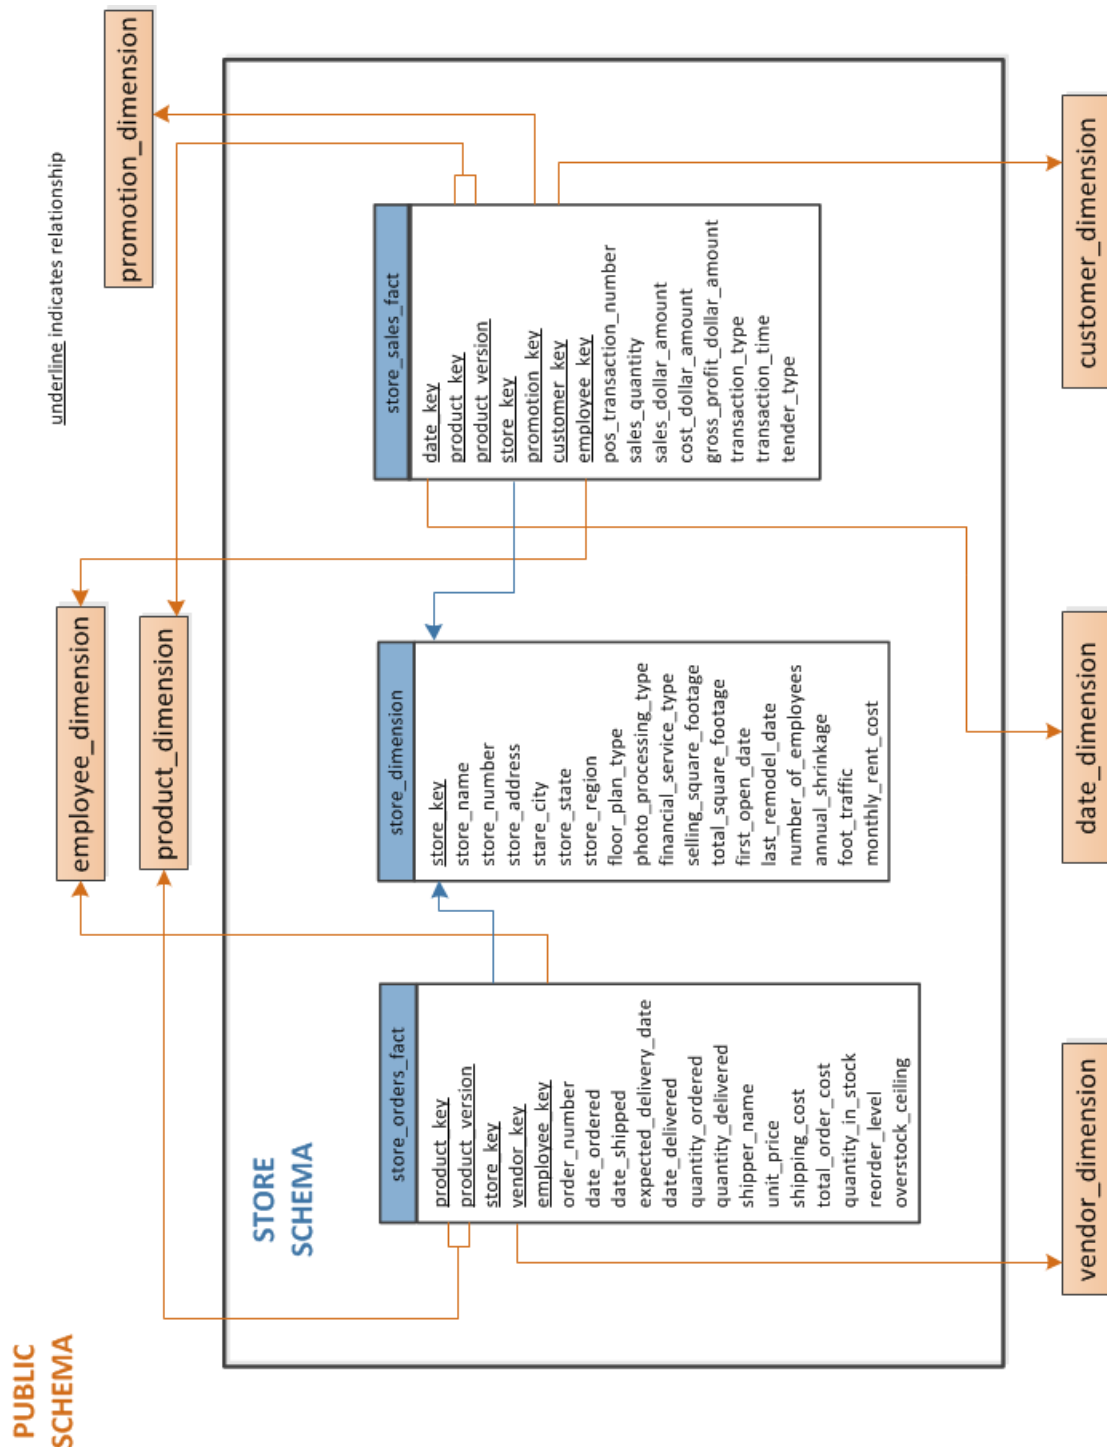 PUBLIC
SCHEMA
underline indicates relationship
employee_dimension
promotion_dimension
product_dimension
STORE
SCHEMA
store_orders_fact
product_key
product_version
store_key
vendor_key
employee_key
order_number
date_ordered
date_shipped
expected_delivery_date
date_delivered
quantity_ordered
quantity_delivered
shipper_name
unit_price
shipping_cost
total_order_cost
quantity_in_stock
reorder_level
overstock_ceiling
store_dimension
store_key
store_name
store_number
store_address
stare_city
store_state
store_region
floor_plan_type
photo_processing_type
financial_service_type
selling_square_footage
total_square_footage
first_open_date
last_remodel_date
number_of_employees
annual_shrinkage
foot_traffic
monthly_rent_cost
store_sales_fact
date_key
product_key
product_version
store_key
promotion_key
customer_key
employee_key
pos_transaction_number
sales_quantity
sales_dollar_amount
cost_dollar_amount
gross_profit_dollar_amount
transaction_type
transaction_time
tender_type
vendor_dimension
date_dimension
customer_dimension